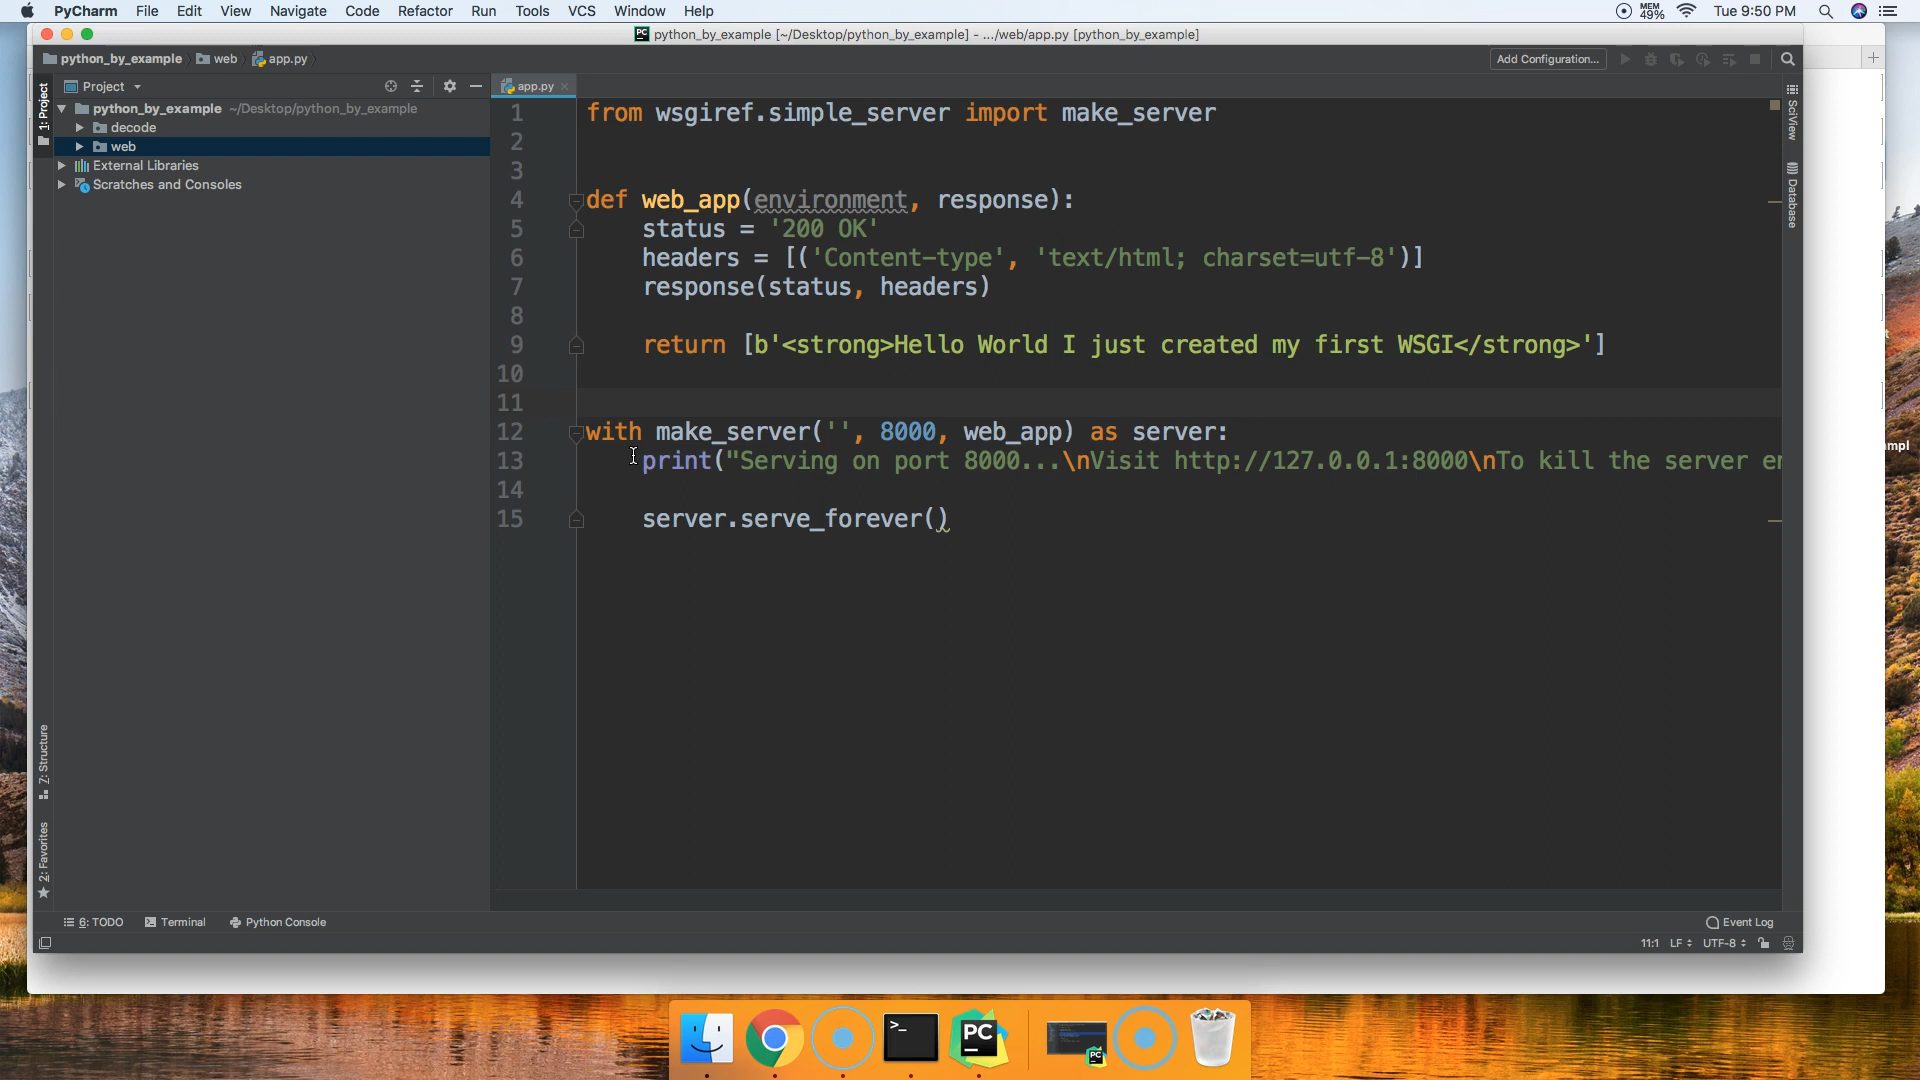 PyCharm File Edit View Navigate Code Refactor Run Tools VCS Window Help MEM 49% Tue 9:50 PM
python_by_example [~/Desktop/python_by_example] - .../web/app.py [python_by_example]
python_by_example web app.py Add Configuration...
Project app.py
python_by_example ~/Desktop/python_by_example
decode
web
External Libraries
Scratches and Consoles
1: Project
7: Structure
2: Favorites
1 from wsgiref.simple_server import make_server
2
3
4 def web_app(environment, response):
5 status = '200 OK'
6 headers = [('Content-type', 'text/html; charset=utf-8')]
7 response(status, headers)
8
9 return [b'<strong>Hello World I just created my first WSGI</strong>']
10
11
12 with make_server('', 8000, web_app) as server:
13 print("Serving on port 8000...\nVisit http://127.0.0.1:8000\nTo kill the server en
14
15 server.serve_forever()
SciView
Database
mpl
6: TODO Terminal Python Console Event Log
11:1 LF UTF-8
>_ PC PC